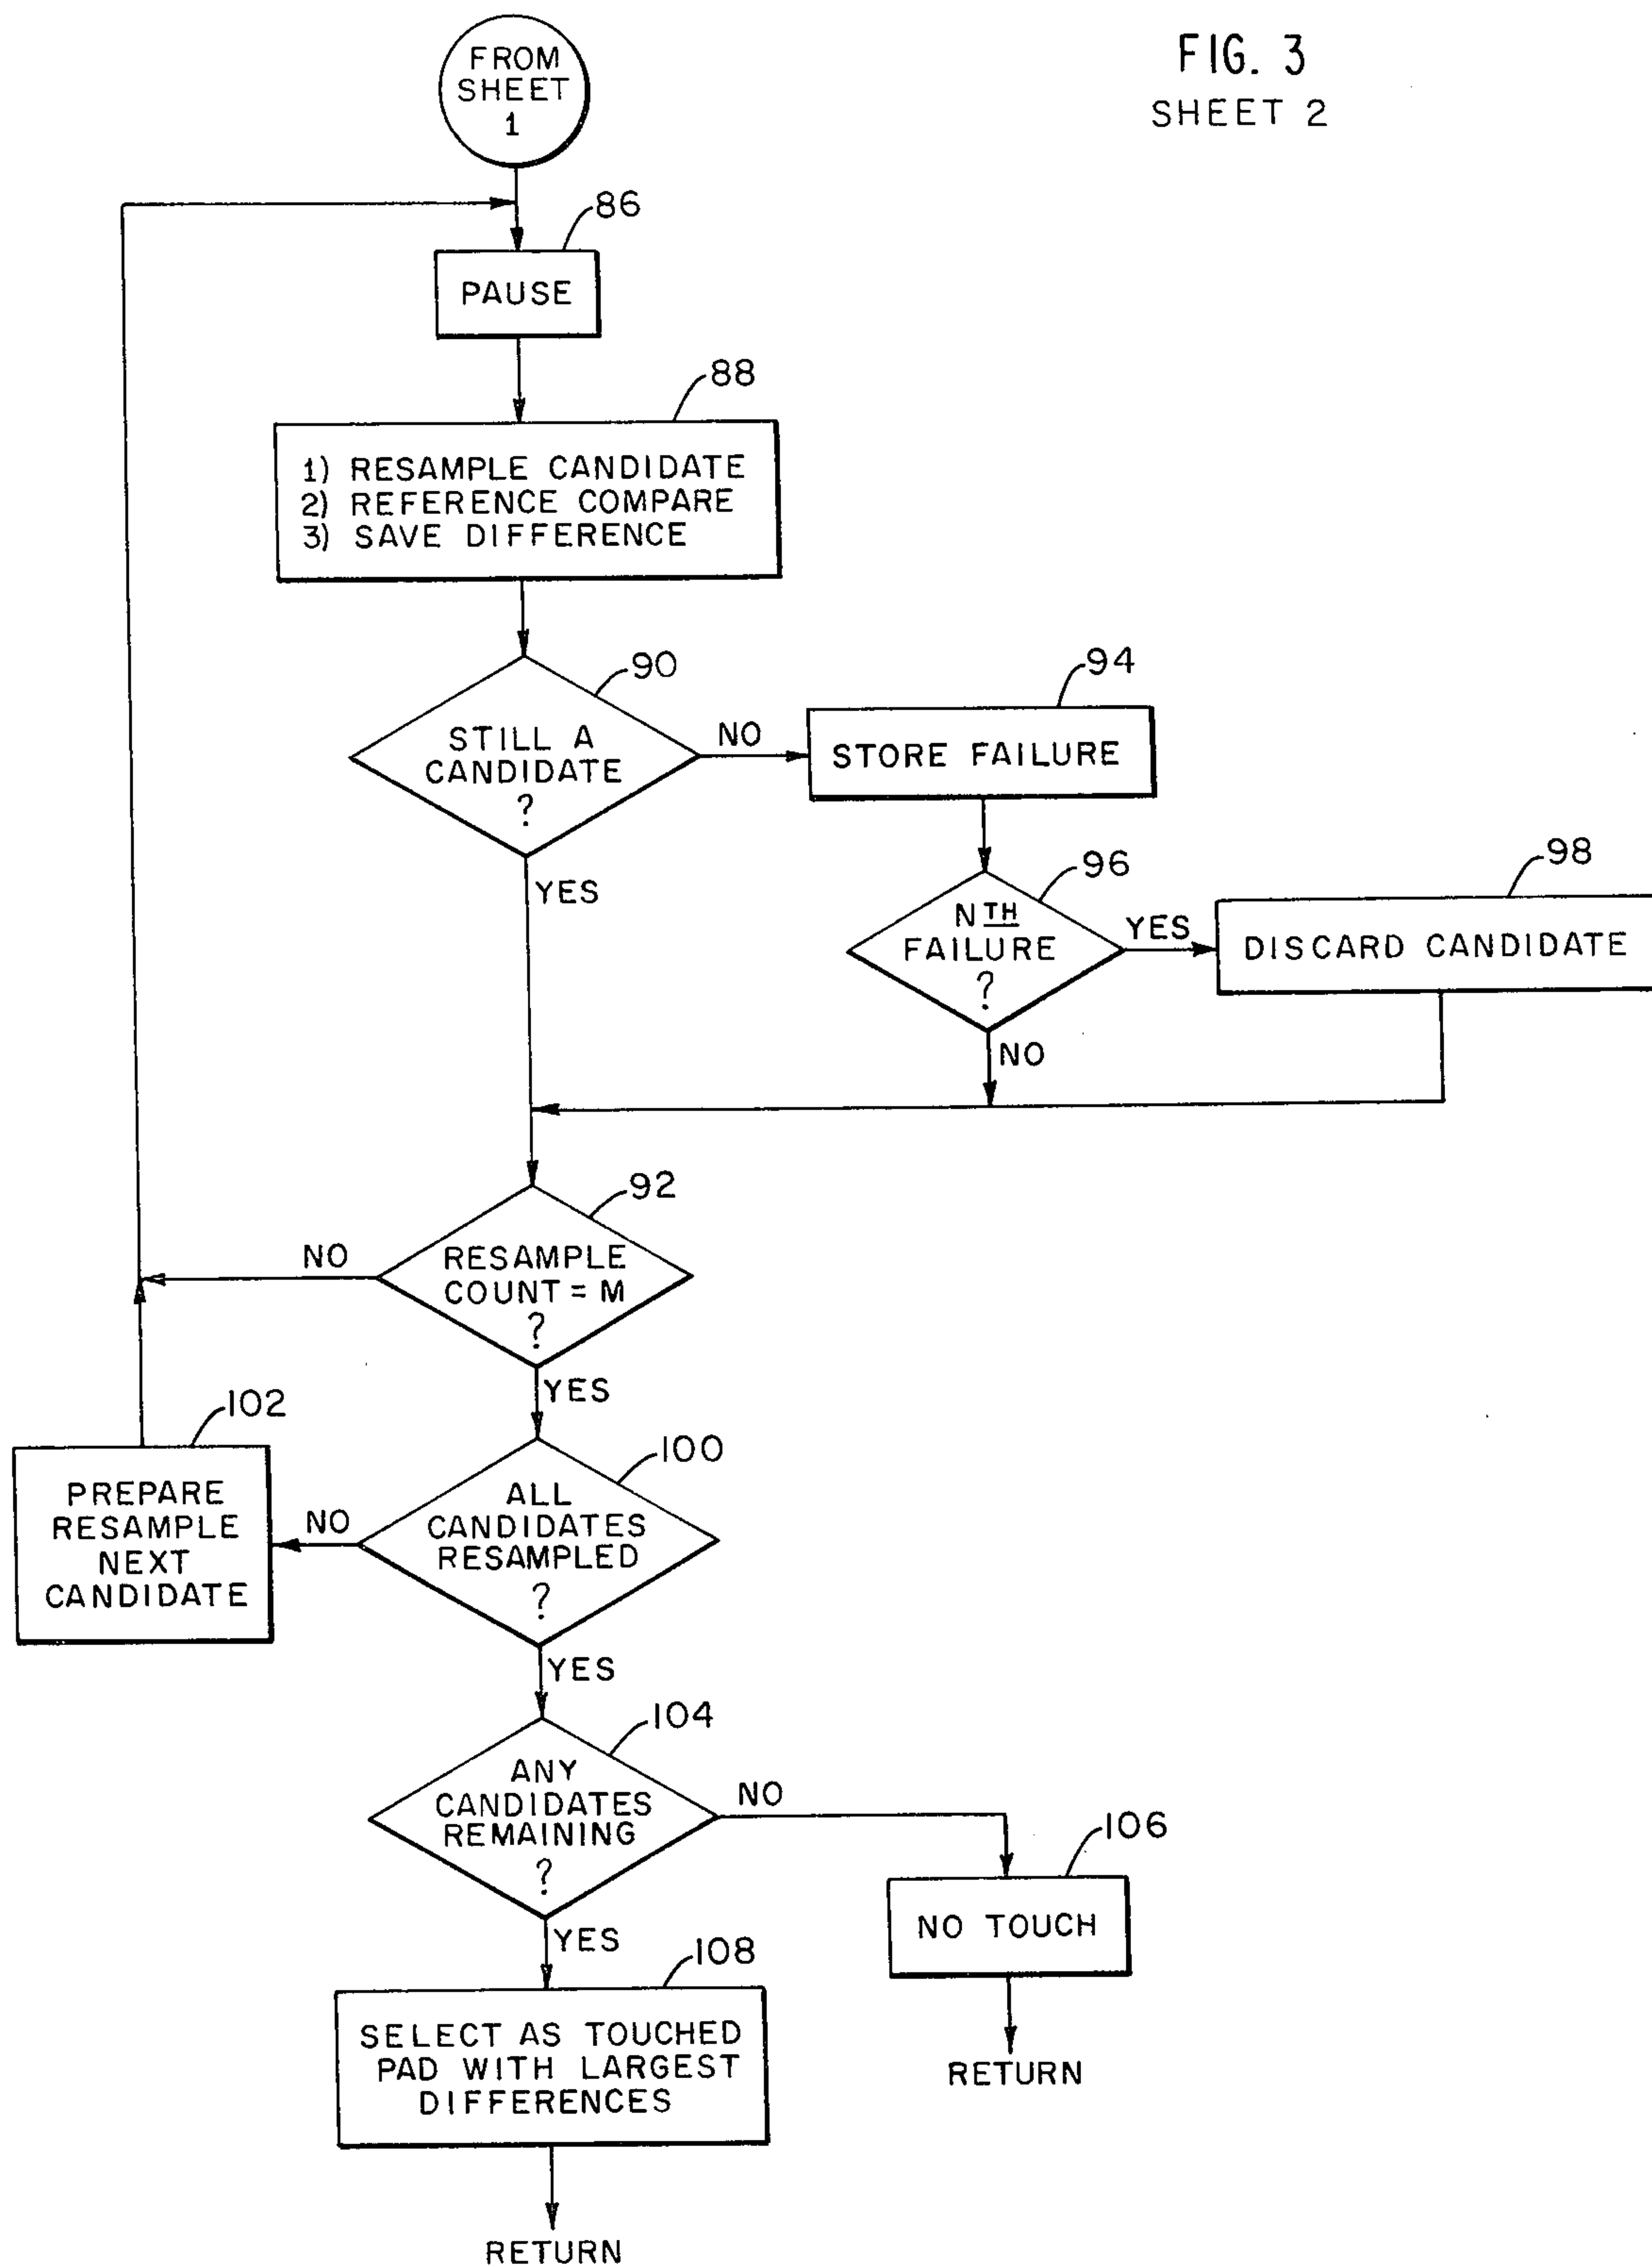 FIG. 3
SHEET 2
FROM
SHEET
1
86
PAUSE
88
1) RESAMPLE CANDIDATE
2) REFERENCE COMPARE
3) SAVE DIFFERENCE
90
STILL A
CANDIDATE
?
NO
YES
94
STORE FAILURE
96
NTH
FAILURE
?
YES
NO
98
DISCARD CANDIDATE
92
RESAMPLE
COUNT = M
?
NO
YES
102
PREPARE
RESAMPLE
NEXT
CANDIDATE
100
ALL
CANDIDATES
RESAMPLED
?
NO
YES
104
ANY
CANDIDATES
REMAINING
?
NO
YES
106
NO TOUCH
RETURN
108
SELECT AS TOUCHED
PAD WITH LARGEST
DIFFERENCES
RETURN